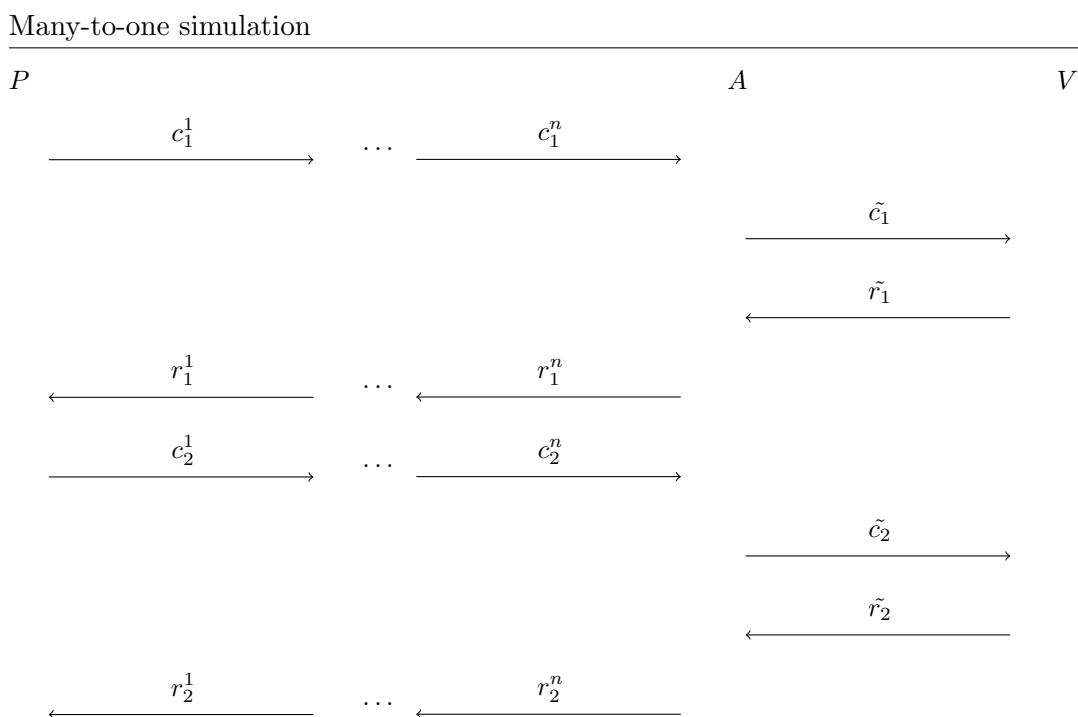 Many-to-one simulation
P A V
c_1^1 ... c_1^n
c̃_1
r̃_1
r_1^1 ... r_1^n
c_2^1 ... c_2^n
c̃_2
r̃_2
r_2^1 ... r_2^n